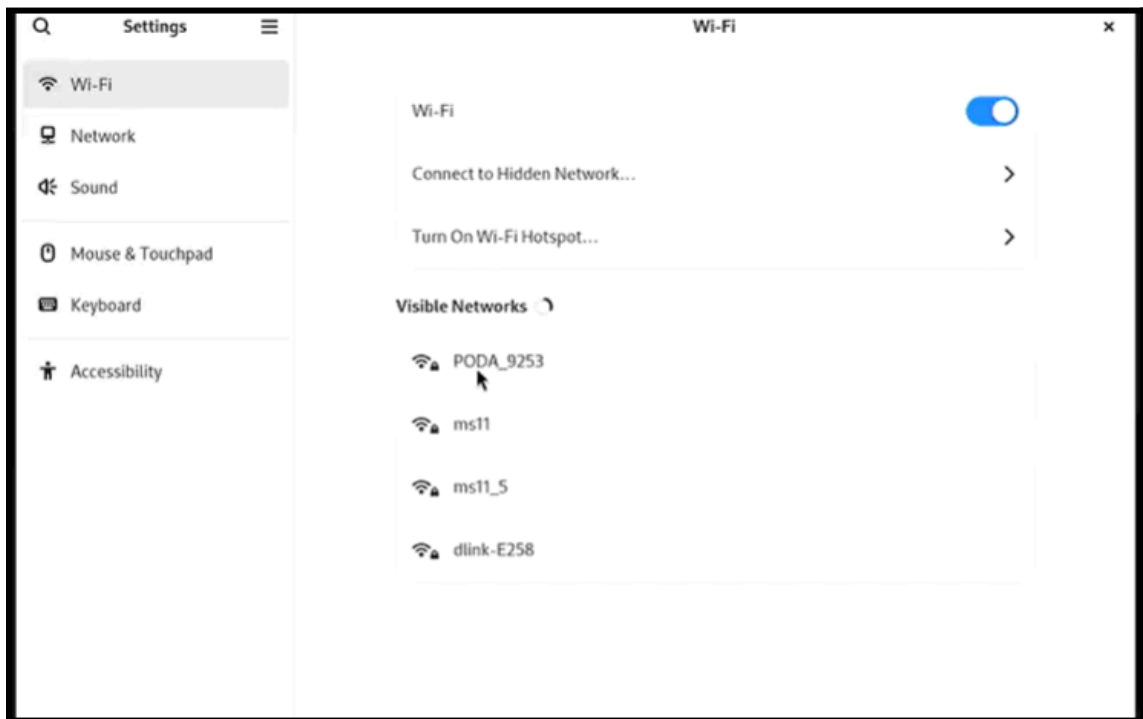 Settings
Wi-Fi
Wi-Fi
Network
Sound
Mouse & Touchpad
Keyboard
Accessibility
Wi-Fi
Connect to Hidden Network...
Turn On Wi-Fi Hotspot...
Visible Networks
PODA_9253
ms11
ms11_5
dlink-E258